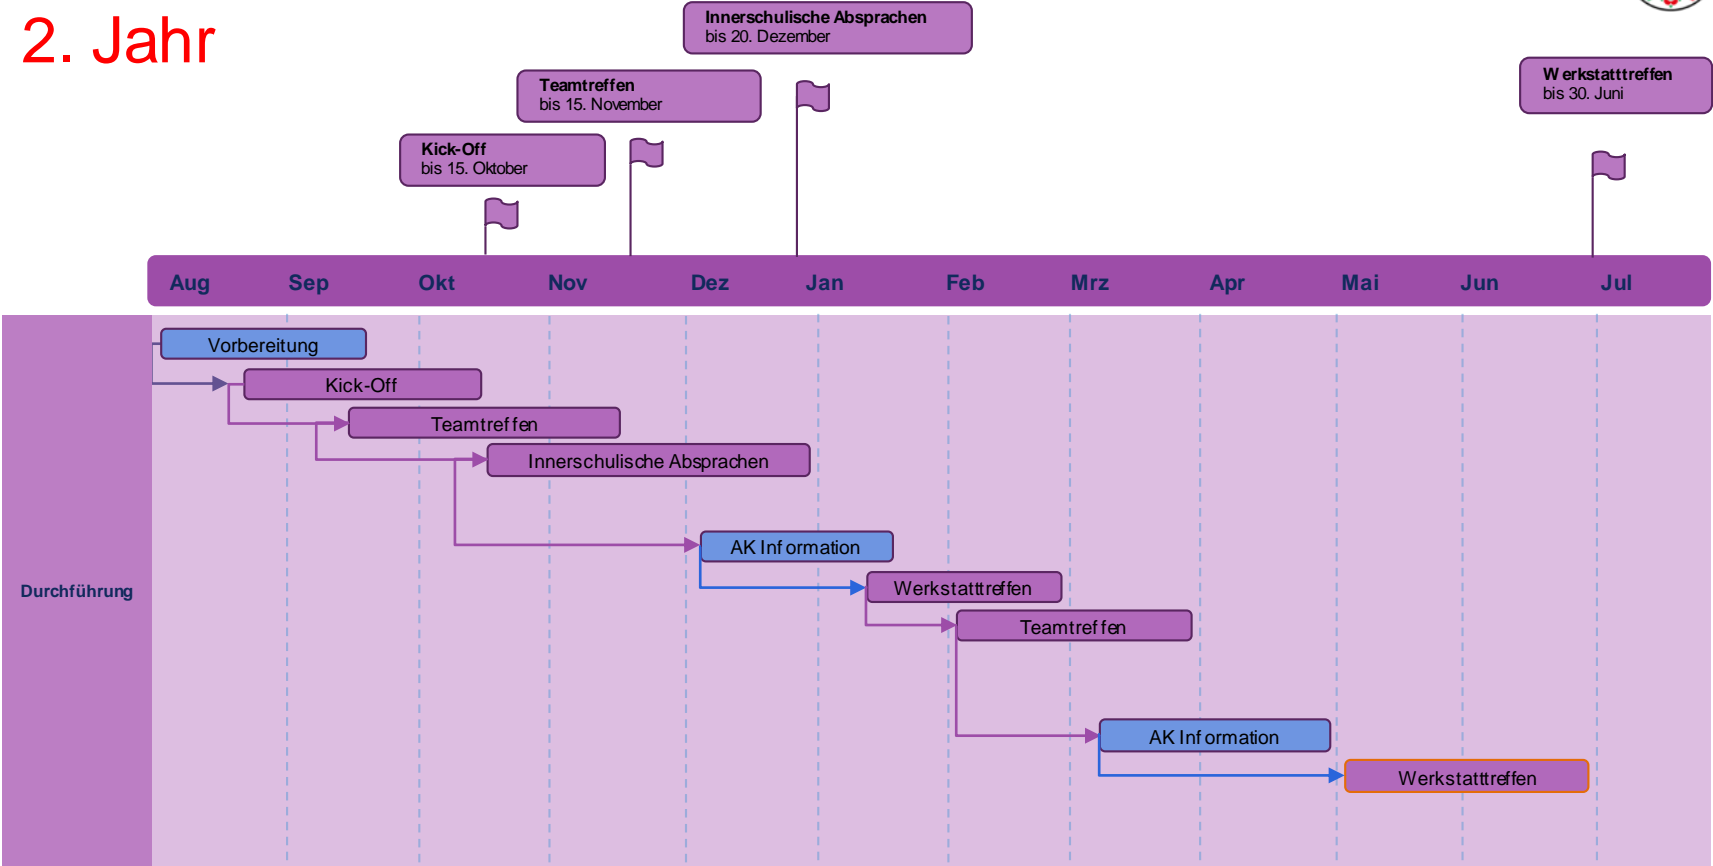 2. Jahr
Innerschulische Absprachen
bis 20. Dezember
Teamtreffen
bis 15. November
Kick-Off
bis 15. Oktober
Werkstatttreffen
bis 30. Juni
Aug Sep Okt Nov Dez Jan Feb Mrz Apr Mai Jun Jul
Durchführung
Vorbereitung
Kick-Off
Teamtreffen
Innerschulische Absprachen
AK Information
Werkstatttreffen
Teamtreffen
AK Information
Werkstatttreffen